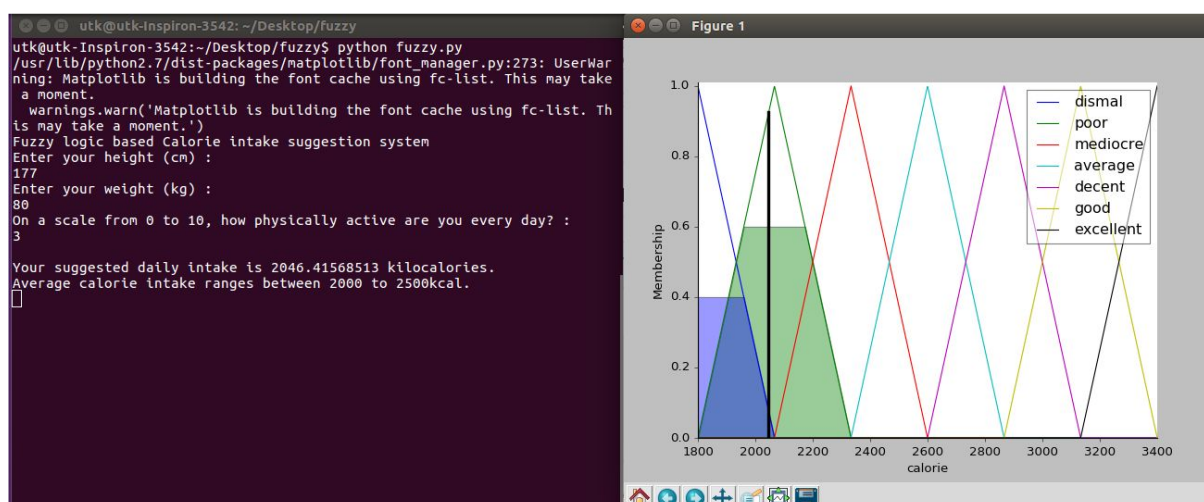 utk@utk-Inspiron-3542: ~/Desktop/fuzzy
utk@utk-Inspiron-3542:~/Desktop/fuzzy$ python fuzzy.py
/usr/lib/python2.7/dist-packages/matplotlib/font_manager.py:273: UserWar
ning: Matplotlib is building the font cache using fc-list. This may take
a moment.
warnings.warn('Matplotlib is building the font cache using fc-list. Th
is may take a moment.')
Fuzzy logic based Calorie intake suggestion system
Enter your height (cm) :
177
Enter your weight (kg) :
80
On a scale from 0 to 10, how physically active are you every day? :
3
Your suggested daily intake is 2046.41568513 kilocalories.
Average calorie intake ranges between 2000 to 2500kcal.
Figure 1
1.0
0.8
0.6
0.4
0.2
0.0
Membership
dismal
poor
mediocre
average
decent
good
excellent
1800 2000 2200 2400 2600 2800 3000 3200 3400
calorie